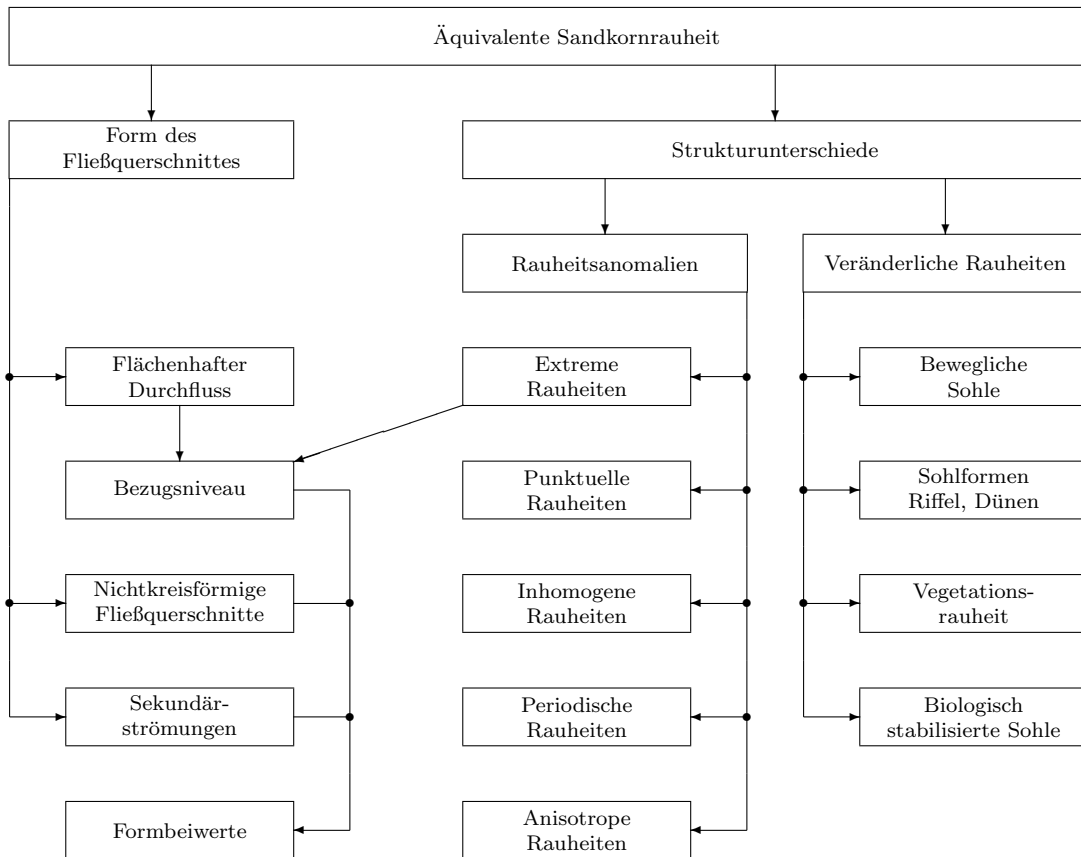 Äquivalente Sandkornrauheit
Form des
Fließquerschnittes
Strukturunterschiede
Rauheitsanomalien
Veränderliche Rauheiten
Flächenhafter
Durchfluss
Extreme
Rauheiten
Bewegliche
Sohle
Bezugsniveau
Punktuelle
Rauheiten
Sohlformen
Riffel, Dünen
Nichtkreisförmige
Fließquerschnitte
Inhomogene
Rauheiten
Vegetations-
rauheit
Sekundär-
strömungen
Periodische
Rauheiten
Biologisch
stabilisierte Sohle
Formbeiwerte
Anisotrope
Rauheiten